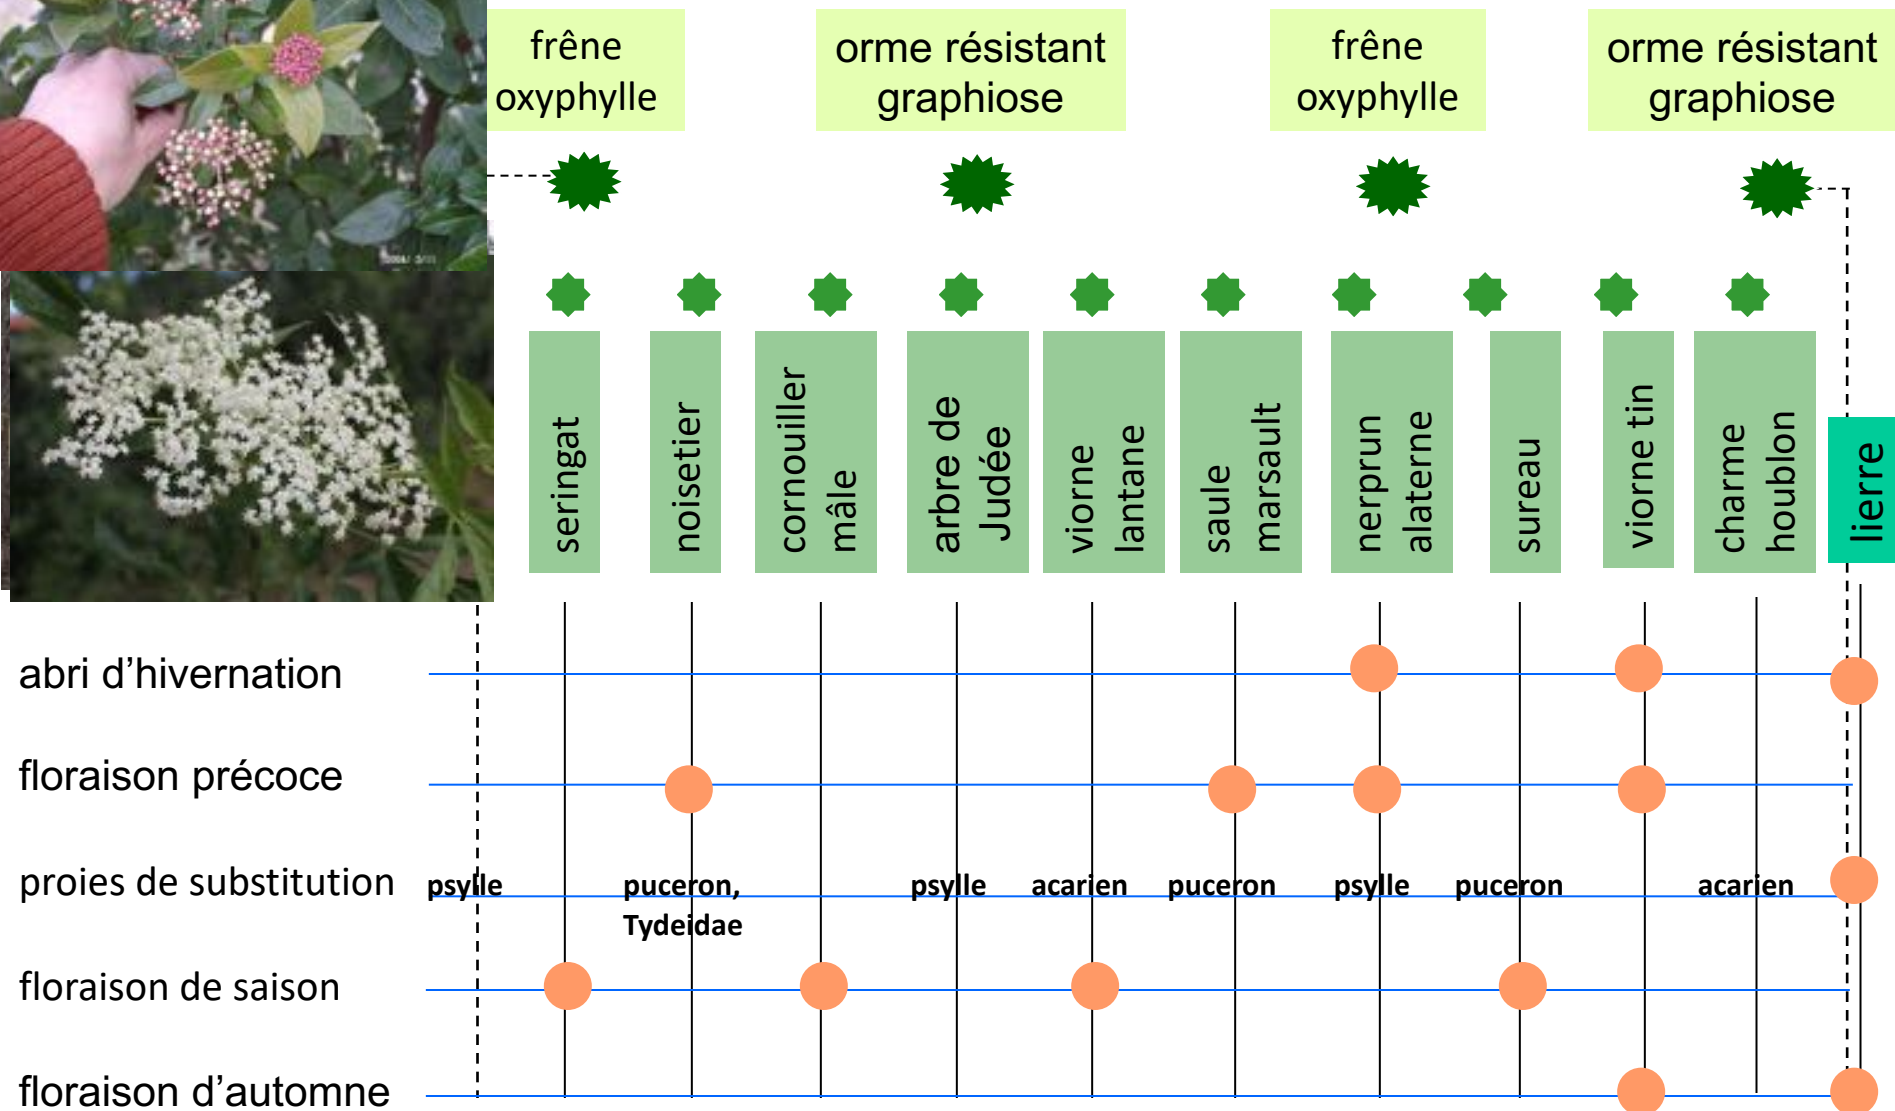 frêne
oxyphylle
orme résistant
graphiose
frêne
oxyphylle
orme résistant
graphiose
seringat
noisetier
cornouiller
mâle
arbre de
Judée
viorne
lantane
saule
marsault
nerprun
alaterne
sureau
viorne tin
charme
houblon
lierre
abri d’hivernation
floraison précoce
proies de substitution
psylle
puceron,
Tydeidae
psylle
acarien
puceron
psylle
puceron
acarien
floraison de saison
floraison d’automne